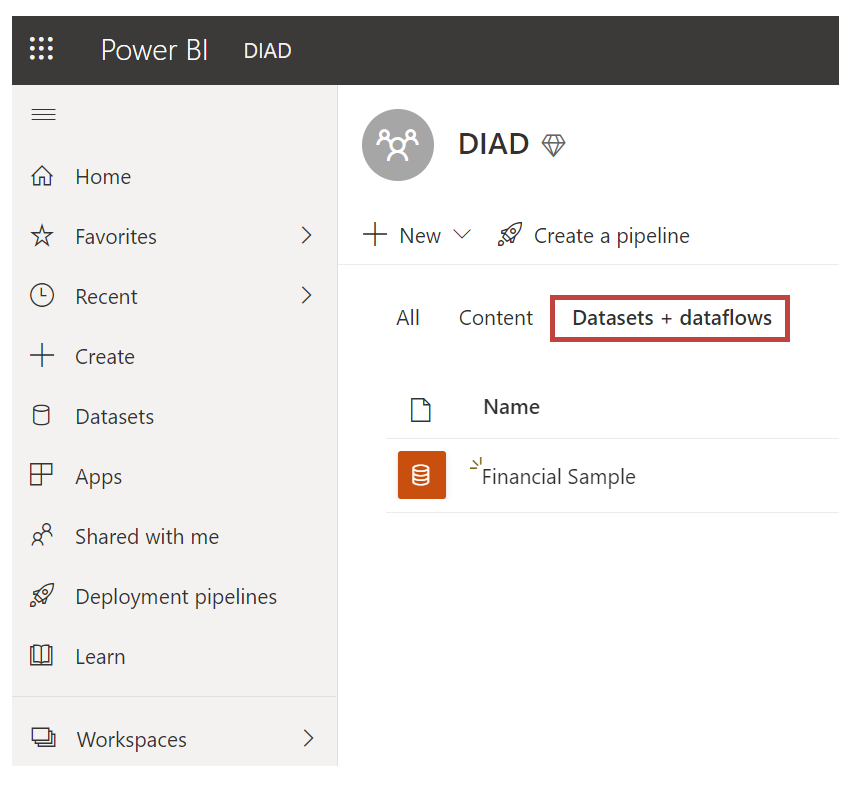 Power BI DIAD
Home
Favorites
Recent
Create
Datasets
Apps
Shared with me
Deployment pipelines
Learn
Workspaces
DIAD
New
Create a pipeline
All Content Datasets + dataflows
Name
Financial Sample